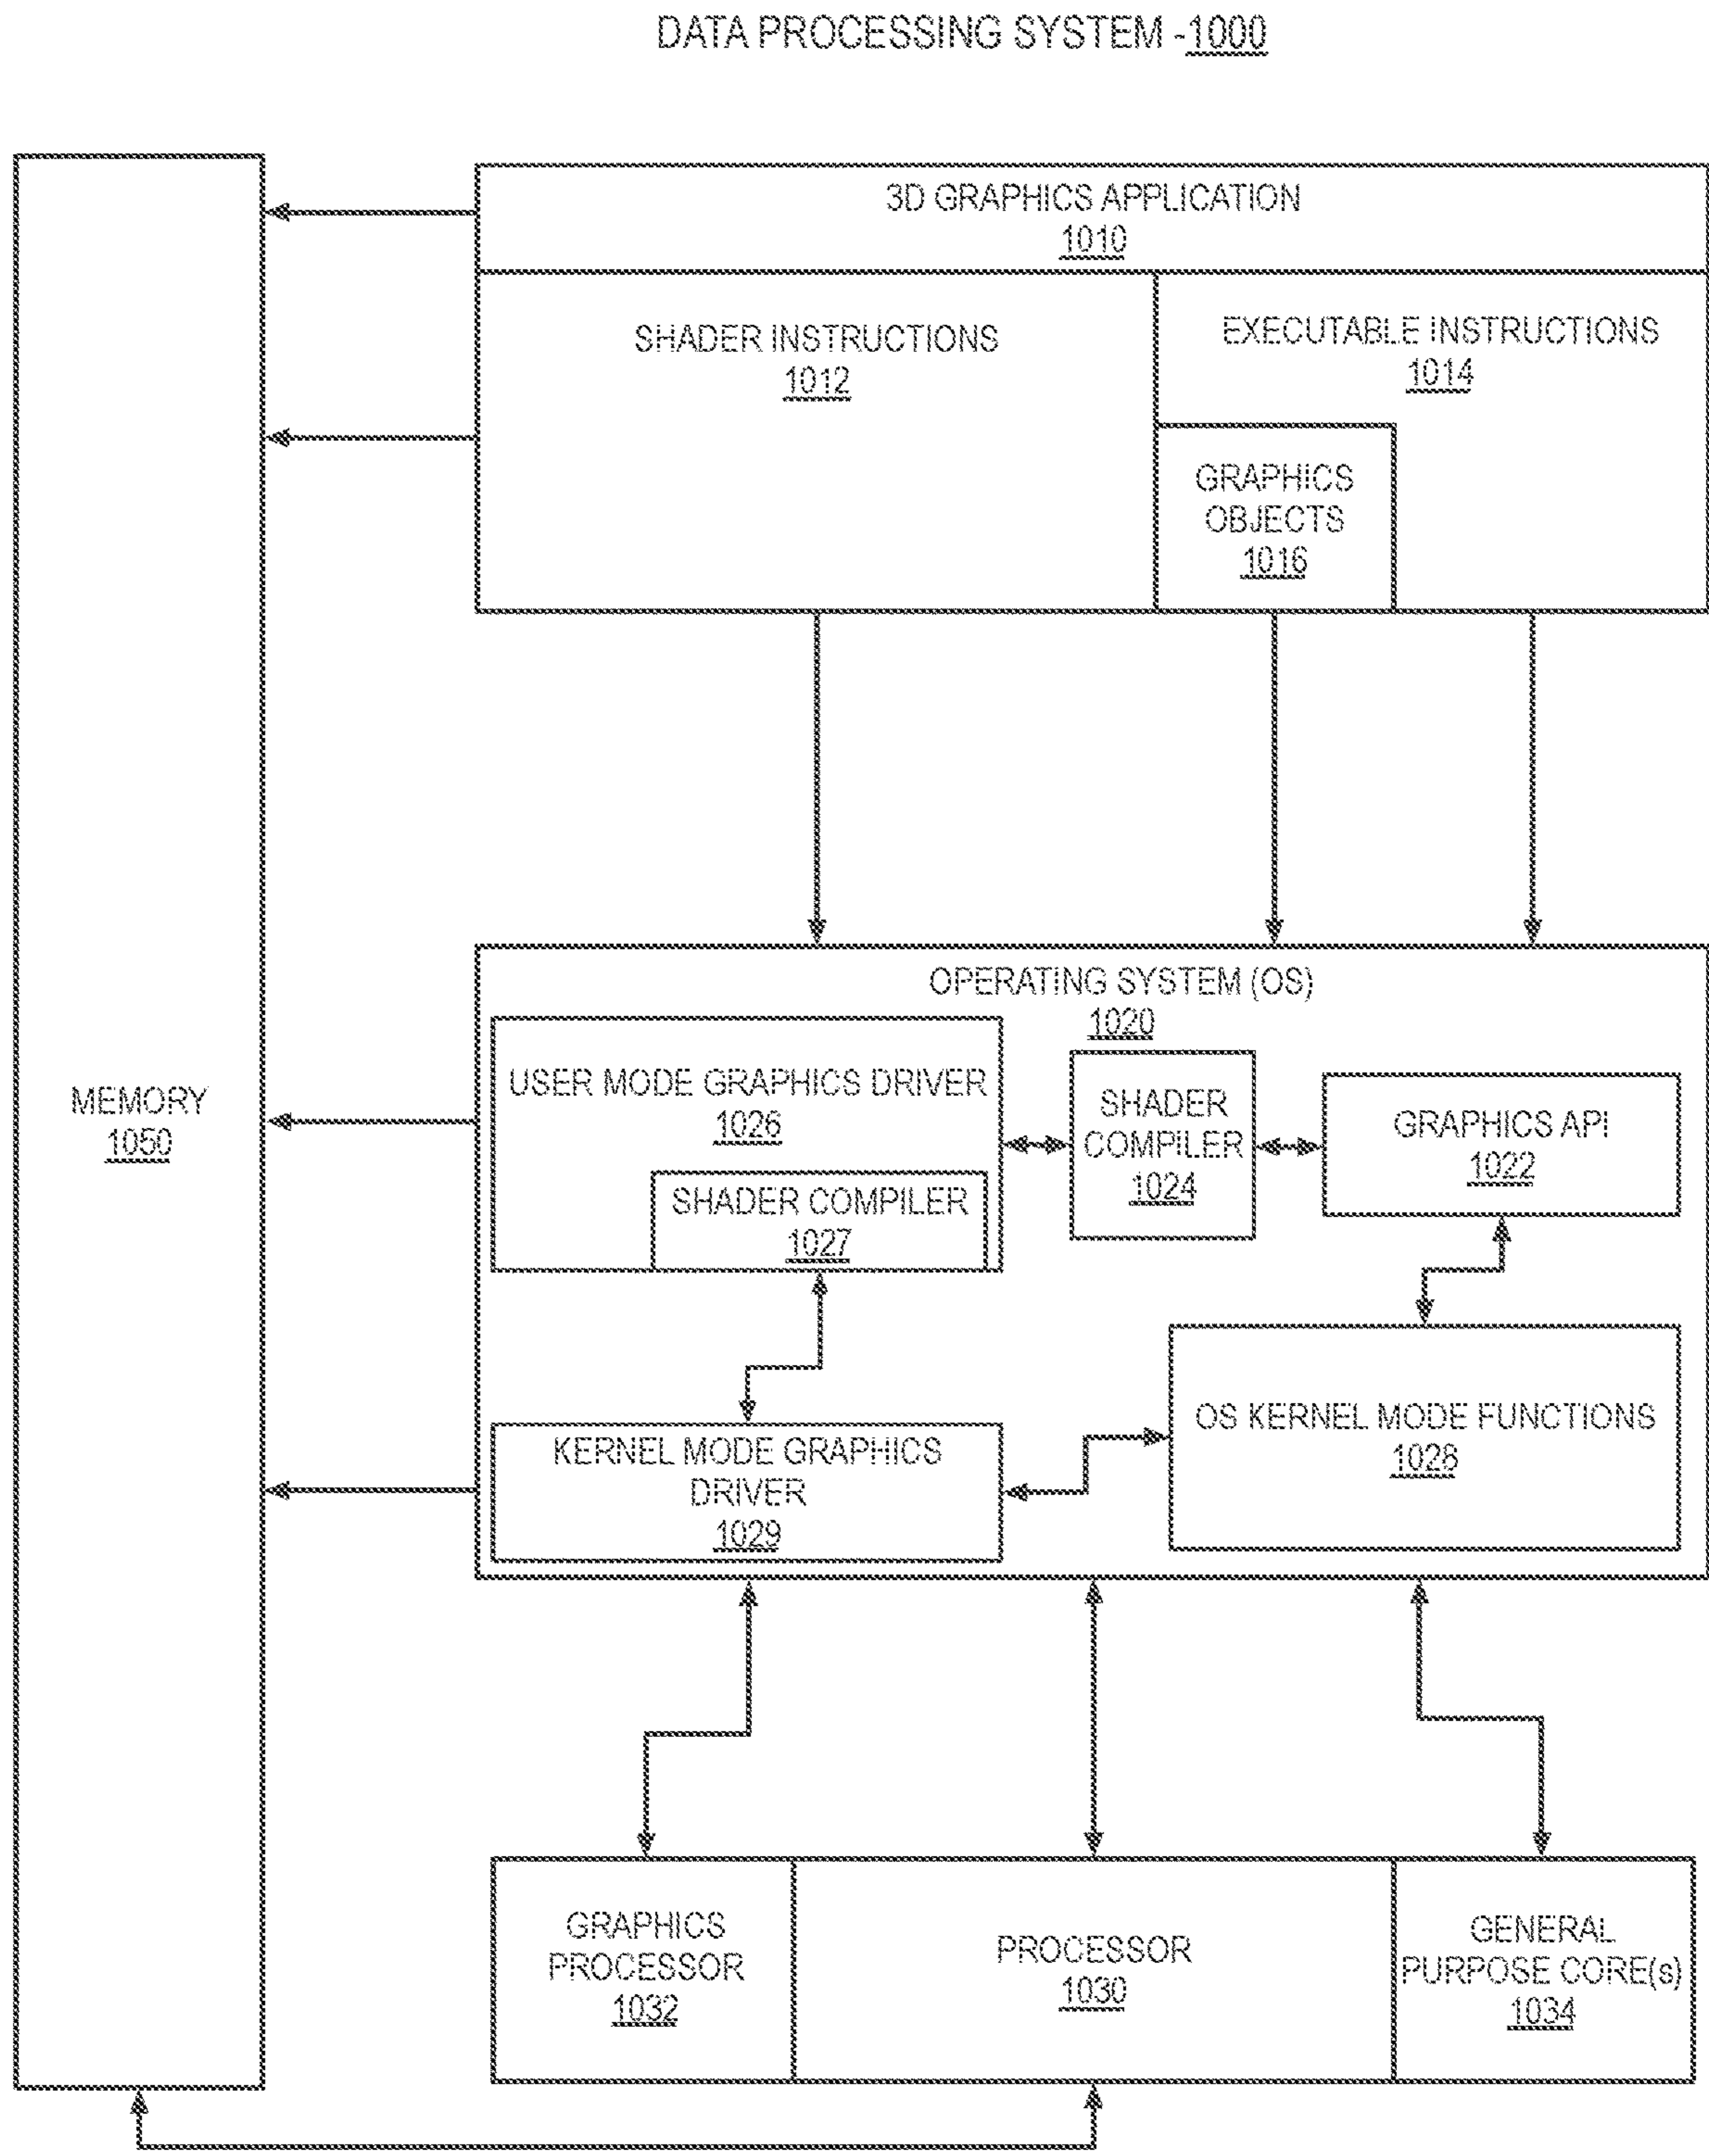 DATA PROCESSING SYSTEM -1000
3D GRAPHICS APPLICATION
1010
SHADER INSTRUCTIONS
1012
EXECUTABLE INSTRUCTIONS
1014
GRAPHICS
OBJECTS
1016
MEMORY
1050
OPERATING SYSTEM (OS)
1020
USER MODE GRAPHICS DRIVER
1026
SHADER COMPILER
1027
SHADER
COMPILER
1024
GRAPHICS API
1022
KERNEL MODE GRAPHICS
DRIVER
1029
OS KERNEL MODE FUNCTIONS
1028
GRAPHICS
PROCESSOR
1032
PROCESSOR
1030
GENERAL
PURPOSE CORE(s)
1034